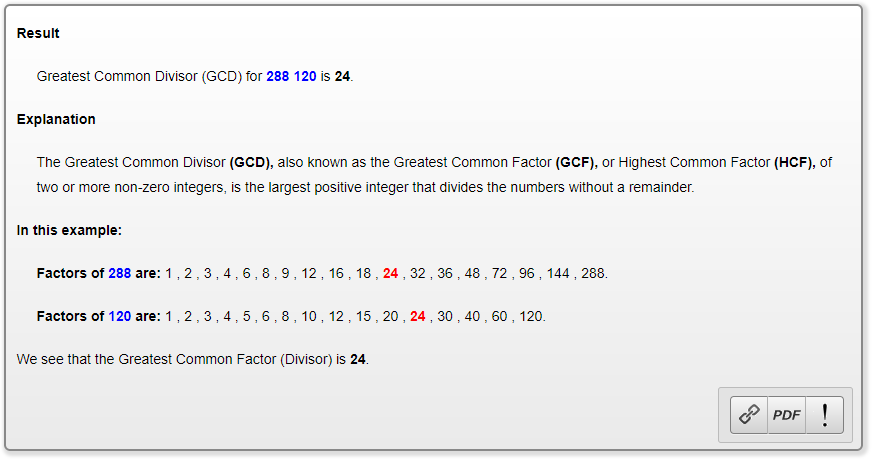 Result
Greatest Common Divisor (GCD) for 288 120 is 24.
Explanation
The Greatest Common Divisor (GCD), also known as the Greatest Common Factor (GCF), or Highest Common Factor (HCF), of
two or more non-zero integers, is the largest positive integer that divides the numbers without a remainder.
In this example:
Factors of 288 are: 1 , 2 , 3 , 4 , 6 , 8 , 9 , 12 , 16 , 18 , 24 , 32 , 36 , 48 , 72 , 96 , 144 , 288.
Factors of 120 are: 1 , 2 , 3 , 4 , 5 , 6 , 8 , 10 , 12 , 15 , 20 , 24 , 30 , 40 , 60 , 120.
We see that the Greatest Common Factor (Divisor) is 24.
PDF !